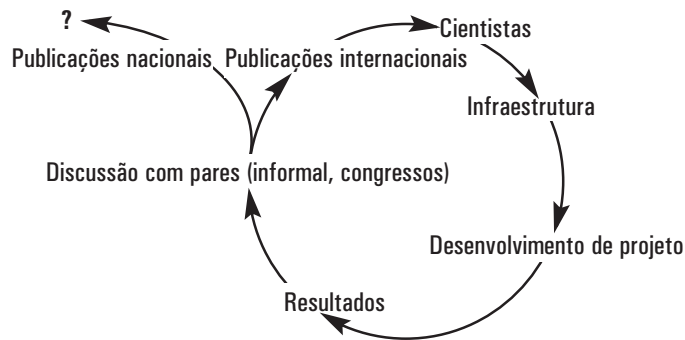 ?
Publicações nacionais
Publicações internacionais
Cientistas
Infraestrutura
Discussão com pares (informal, congressos)
Desenvolvimento de projeto
Resultados